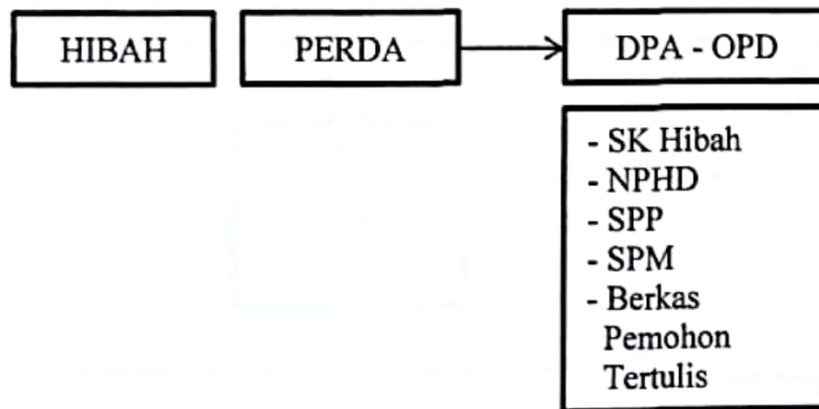 HIBAH
PERDA
DPA - OPD
- SK Hibah
- NPHD
- SPP
- SPM
- Berkas
Pemohon
Tertulis